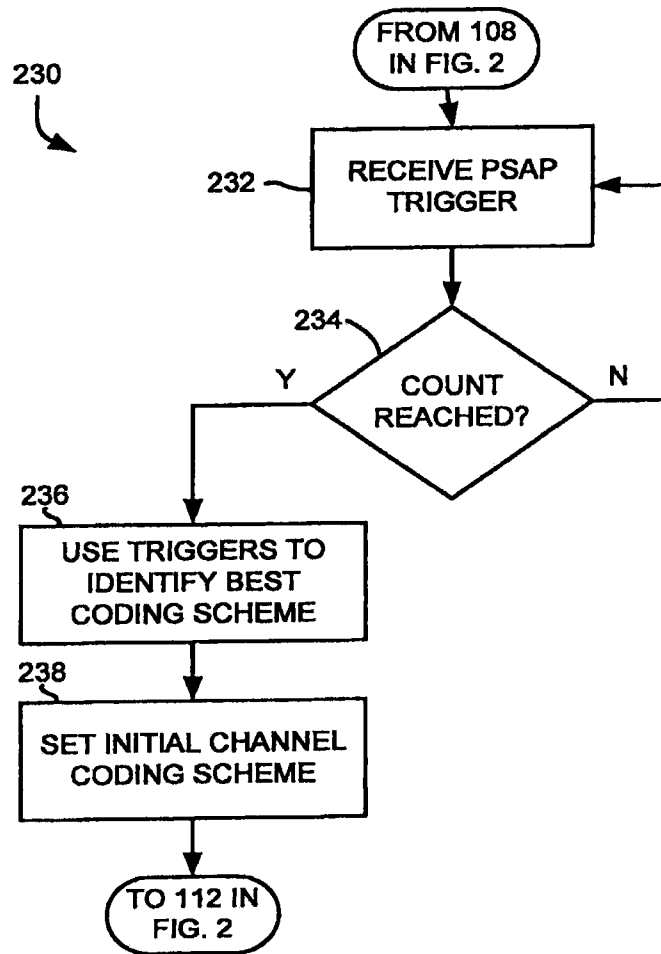 FROM 108
IN FIG. 2
230
232
RECEIVE PSAP
TRIGGER
234
Y
COUNT
REACHED?
N
236
USE TRIGGERS TO
IDENTIFY BEST
CODING SCHEME
238
SET INITIAL CHANNEL
CODING SCHEME
TO 112 IN
FIG. 2